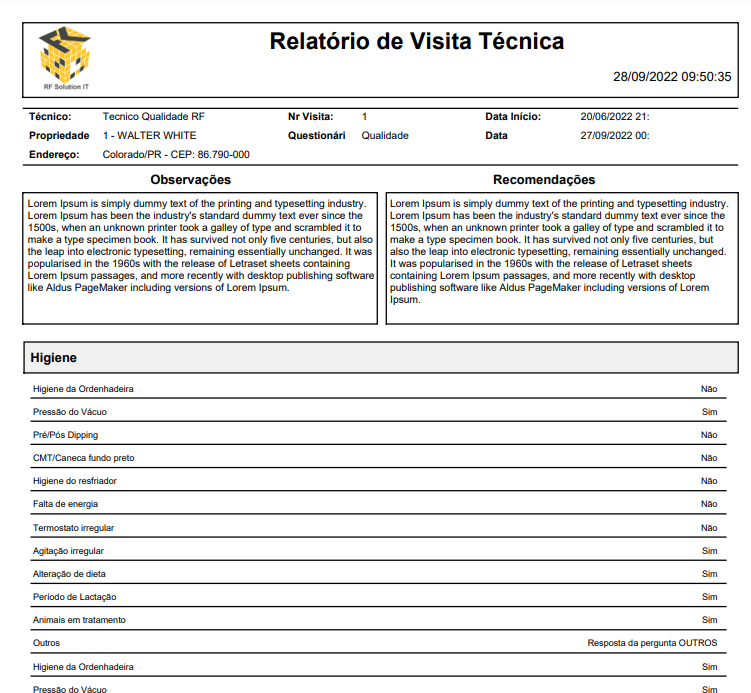 Relatório de Visita Técnica
RF Solution IT
28/09/2022 09:50:35
Técnico: Tecnico Qualidade RF Nr Visita: 1 Data Início: 20/06/2022 21:
Propriedade 1 - WALTER WHITE Questionári Qualidade Data 27/09/2022 00:
Endereço: Colorado/PR - CEP: 86.790-000
Observações
Lorem Ipsum is simply dummy text of the printing and typesetting industry.
Lorem Ipsum has been the industry's standard dummy text ever since the
1500s, when an unknown printer took a galley of type and scrambled it to
make a type specimen book. It has survived not only five centuries, but also
the leap into electronic typesetting, remaining essentially unchanged. It was
popularised in the 1960s with the release of Letraset sheets containing
Lorem Ipsum passages, and more recently with desktop publishing software
like Aldus PageMaker including versions of Lorem Ipsum.
Recomendações
Lorem Ipsum is simply dummy text of the printing and typesetting industry.
Lorem Ipsum has been the industry's standard dummy text ever since the
1500s, when an unknown printer took a galley of type and scrambled it to
make a type specimen book. It has survived not only five centuries, but
also the leap into electronic typesetting, remaining essentially unchanged.
It was popularised in the 1960s with the release of Letraset sheets
containing Lorem Ipsum passages, and more recently with desktop
publishing software like Aldus PageMaker including versions of Lorem
Ipsum.
Higiene
Higiene da Ordenhadeira Não
Pressão do Vácuo Sim
Pré/Pós Dipping Não
CMT/Caneca fundo preto Não
Higiene do resfriador Não
Falta de energia Não
Termostato irregular Não
Agitação irregular Sim
Alteração de dieta Sim
Período de Lactação Sim
Animais em tratamento Sim
Outros Resposta da pergunta OUTROS
Higiene da Ordenhadeira Sim
Pressão do Vácuo Sim